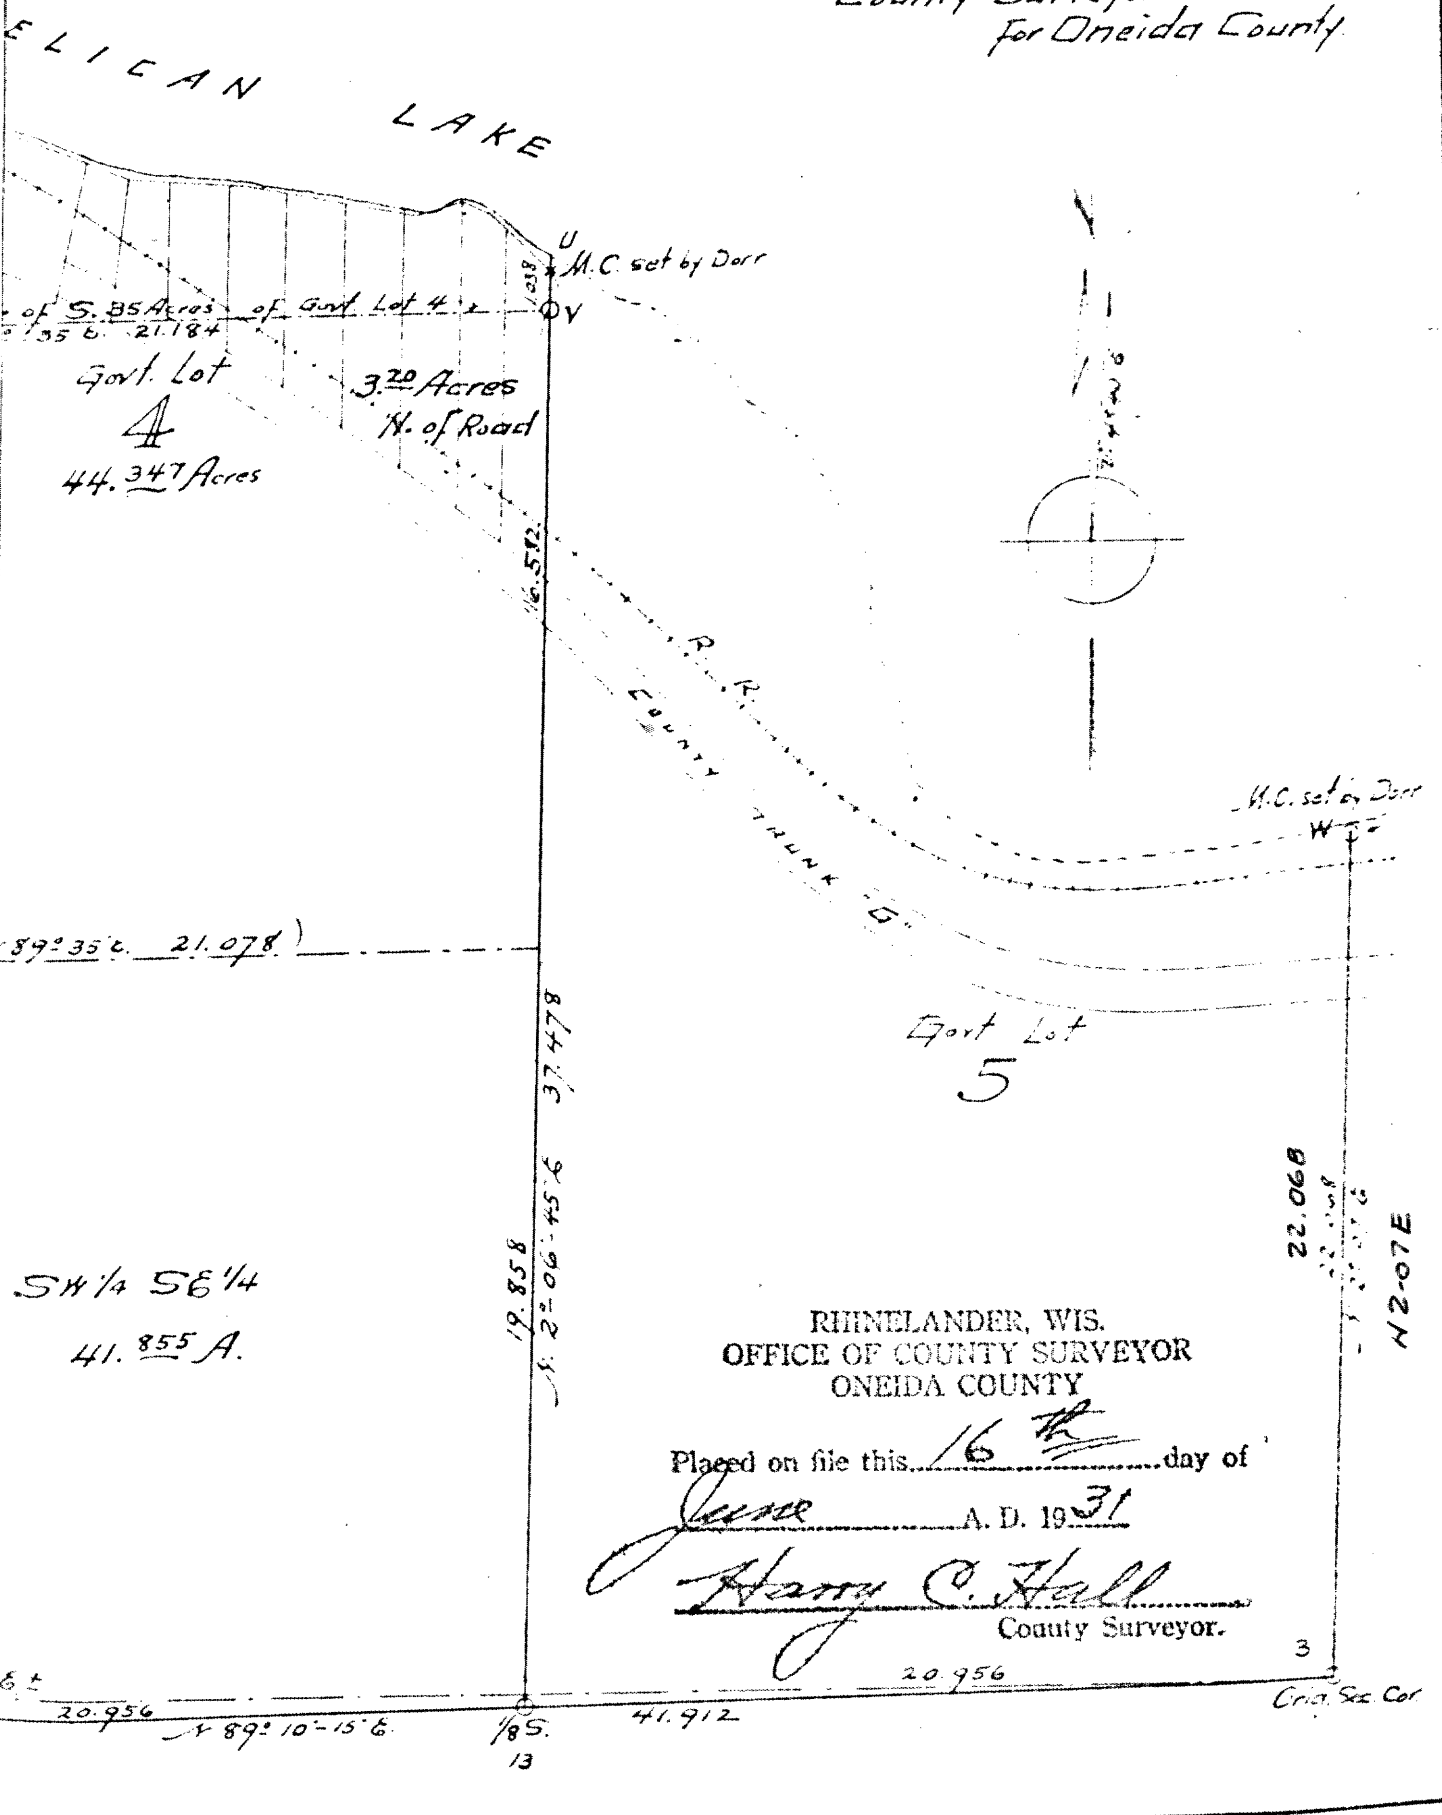 For Oneida County.
ELICAN LAKE
U
M.C. set by Dorr
1.038
V
of S. 35 Acres of Govt Lot 4
35 E. 21.184
Govt. Lot
4
44.347 Acres
3.20 Acres
N. of Road
16.582
R. R.
COUNTY TRUNK "G"
M.C. set by Dorr
W
89° 35 E. 21.078)
Govt Lot
5
37.478
N. 2°-06'-45 E
19.858
22.068
N2-07E
SW 1/4 SE 1/4
41.855 A.
RHINELANDER, WIS.
OFFICE OF COUNTY SURVEYOR
ONEIDA COUNTY
Placed on file this 16th day of
June A. D. 1931
Harry C. Hall
County Surveyor.
3
20.956
Orig. Sec. Cor
E
20.956
N 89° 10'-15 E.
1/8 S.
41.912
13